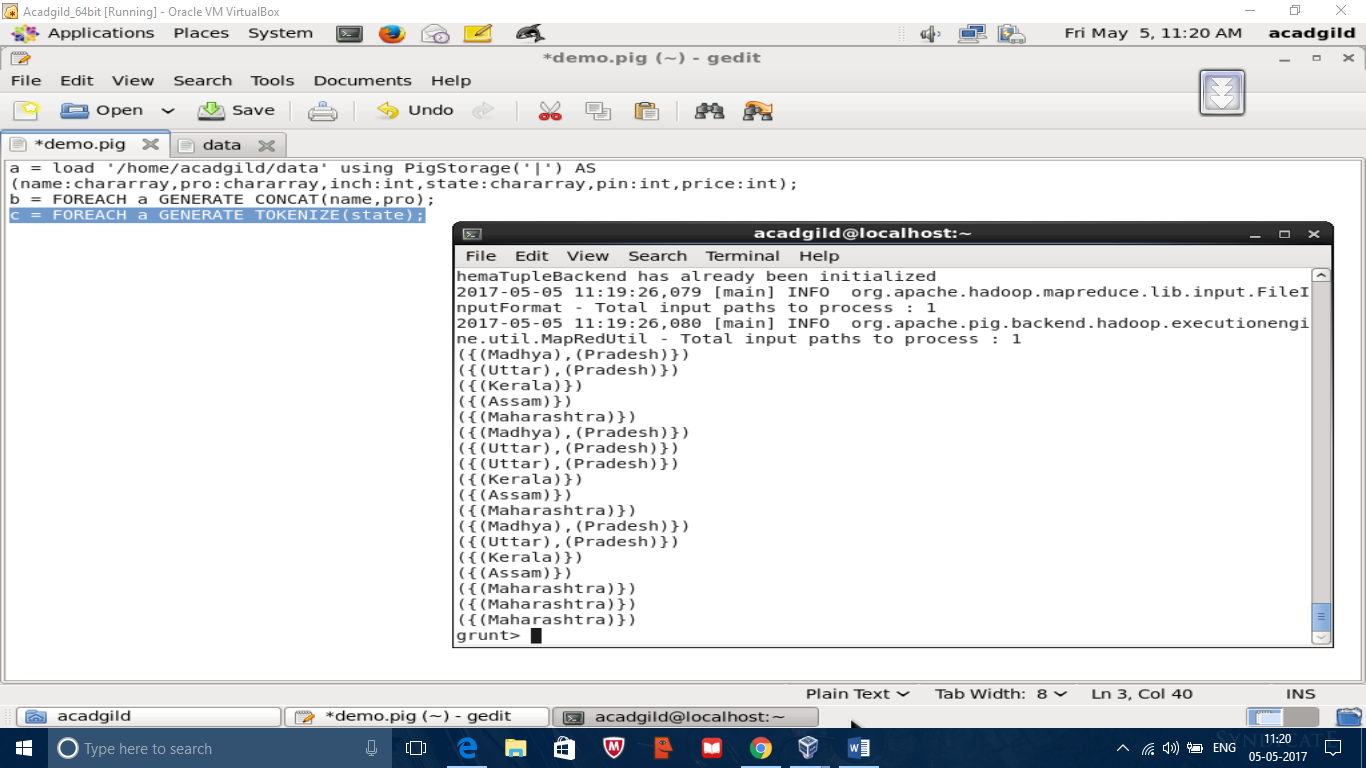 Acadgild_64bit [Running] - Oracle VM VirtualBox
Applications Places System Fri May 5, 11:20 AM acadgild
*demo.pig (~) - gedit
File Edit View Search Tools Documents Help
Open Save Undo
*demo.pig data
a = load '/home/acadgild/data' using PigStorage('|') AS
(name:chararray,pro:chararray,inch:int,state:chararray,pin:int,price:int);
b = FOREACH a GENERATE CONCAT(name,pro);
c = FOREACH a GENERATE TOKENIZE(state);
acadgild@localhost:~
File Edit View Search Terminal Help
hemaTupleBackend has already been initialized
2017-05-05 11:19:26,079 [main] INFO  org.apache.hadoop.mapreduce.lib.input.FileI
nputFormat - Total input paths to process : 1
2017-05-05 11:19:26,080 [main] INFO  org.apache.pig.backend.hadoop.executionengi
ne.util.MapRedUtil - Total input paths to process : 1
({(Madhya),(Pradesh)})
({(Uttar),(Pradesh)})
({(Kerala)})
({(Assam)})
({(Maharashtra)})
({(Madhya),(Pradesh)})
({(Uttar),(Pradesh)})
({(Uttar),(Pradesh)})
({(Kerala)})
({(Assam)})
({(Maharashtra)})
({(Madhya),(Pradesh)})
({(Uttar),(Pradesh)})
({(Kerala)})
({(Assam)})
({(Maharashtra)})
({(Maharashtra)})
({(Maharashtra)})
grunt>
Plain Text Tab Width: 8 Ln 3, Col 40 INS
acadgild *demo.pig (~) - gedit acadgild@localhost:~
Type here to search ENG 11:20
SYNDICATE
05-05-2017